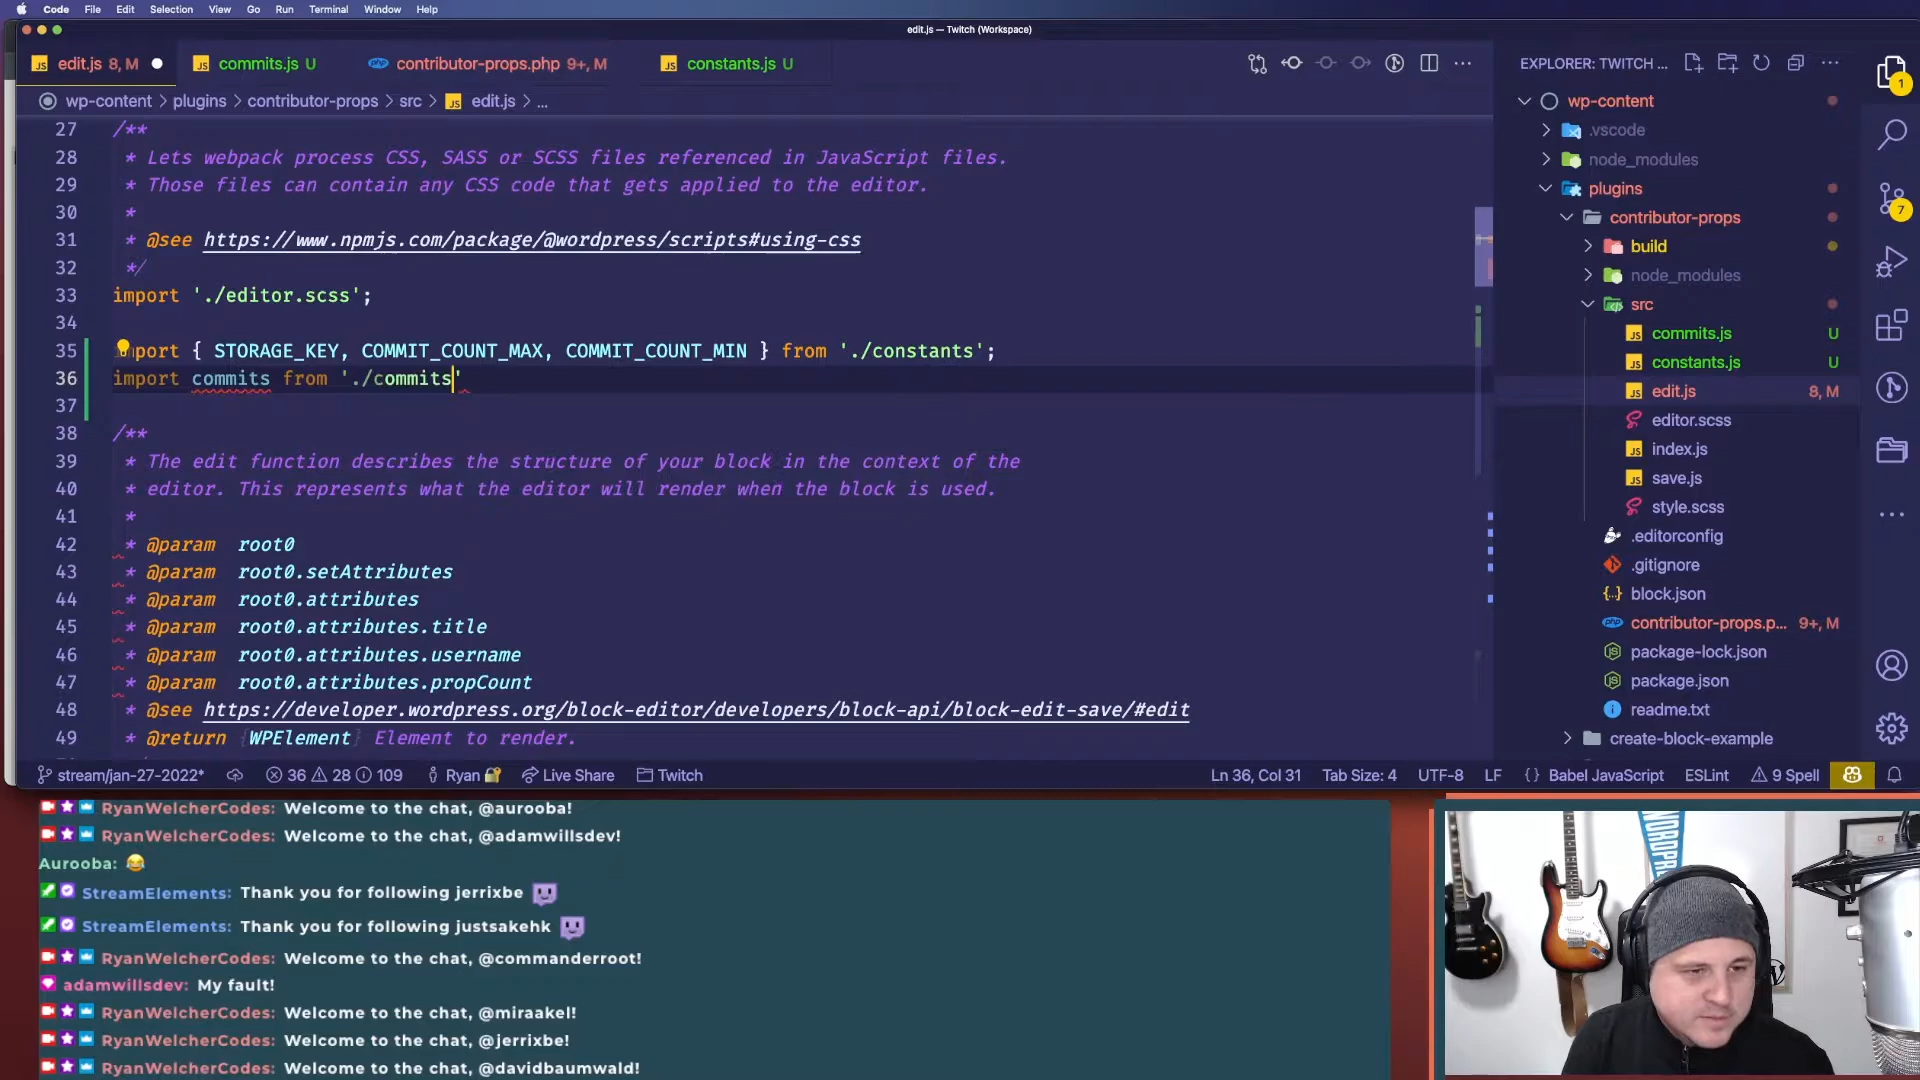 Code File Edit Selection View Go Run Terminal Window Help
edit.js — Twitch (Workspace)
edit.js 8, M
commits.js U
contributor-props.php 9+, M
constants.js U
wp-content > plugins > contributor-props > src > edit.js > ...
27 /**
28 * Lets webpack process CSS, SASS or SCSS files referenced in JavaScript files.
29 * Those files can contain any CSS code that gets applied to the editor.
30 *
31 * @see https://www.npmjs.com/package/@wordpress/scripts#using-css
32 */
33 import './editor.scss';
34
35 import { STORAGE_KEY, COMMIT_COUNT_MAX, COMMIT_COUNT_MIN } from './constants';
36 import commits from './commits'
37
38 /**
39 * The edit function describes the structure of your block in the context of the
40 * editor. This represents what the editor will render when the block is used.
41 *
42 * @param root0
43 * @param root0.setAttributes
44 * @param root0.attributes
45 * @param root0.attributes.title
46 * @param root0.attributes.username
47 * @param root0.attributes.propCount
48 * @see https://developer.wordpress.org/block-editor/developers/block-api/block-edit-save/#edit
49 * @return {WPElement} Element to render.
EXPLORER: TWITCH ...
1
7
wp-content
.vscode
node_modules
plugins
contributor-props
build
node_modules
src
commits.js U
constants.js U
edit.js 8, M
editor.scss
index.js
save.js
style.scss
.editorconfig
.gitignore
block.json
contributor-props.p... 9+, M
package-lock.json
package.json
readme.txt
create-block-example
stream/jan-27-2022* 36 28 109 Ryan Live Share Twitch
Ln 36, Col 31 Tab Size: 4 UTF-8 LF {} Babel JavaScript ESLint 9 Spell
RyanWelcherCodes: Welcome to the chat, @aurooba!
RyanWelcherCodes: Welcome to the chat, @adamwillsdev!
Aurooba: 😂
StreamElements: Thank you for following jerrixbe
StreamElements: Thank you for following justsakehk
RyanWelcherCodes: Welcome to the chat, @commanderroot!
adamwillsdev: My fault!
RyanWelcherCodes: Welcome to the chat, @miraakel!
RyanWelcherCodes: Welcome to the chat, @jerrixbe!
RyanWelcherCodes: Welcome to the chat, @davidbaumwald!